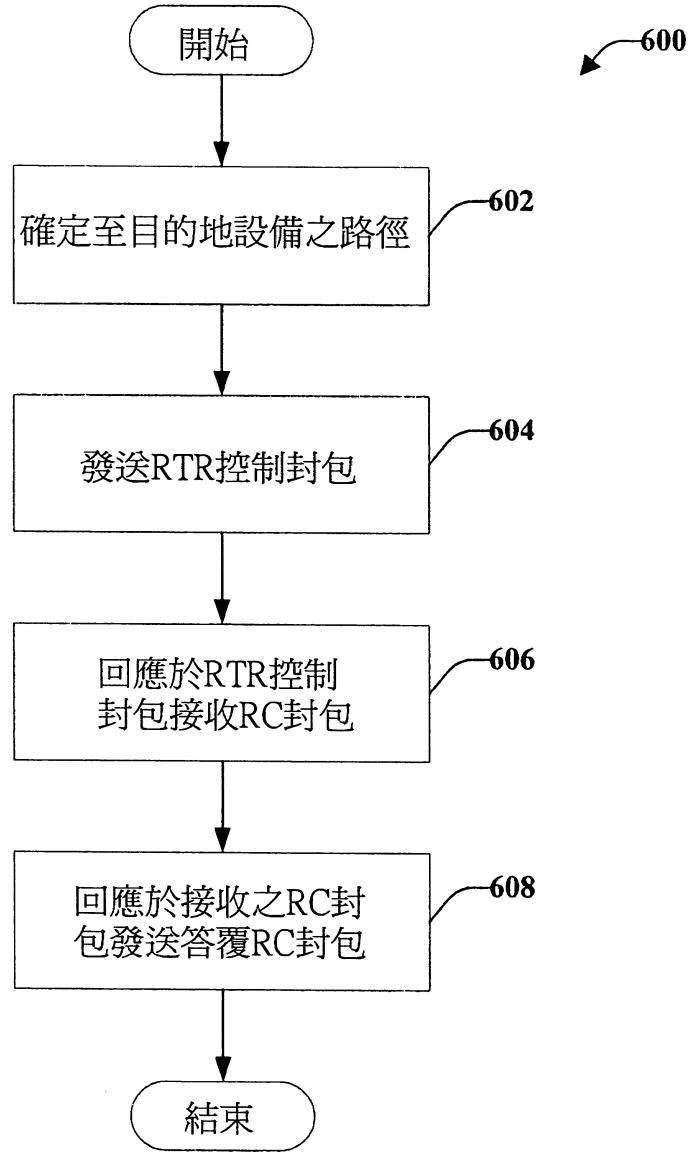 開始
600
確定至目的地設備之路徑
602
發送RTR控制封包
604
回應於RTR控制
封包接收RC封包
606
回應於接收之RC封
包發送答覆RC封包
608
結束